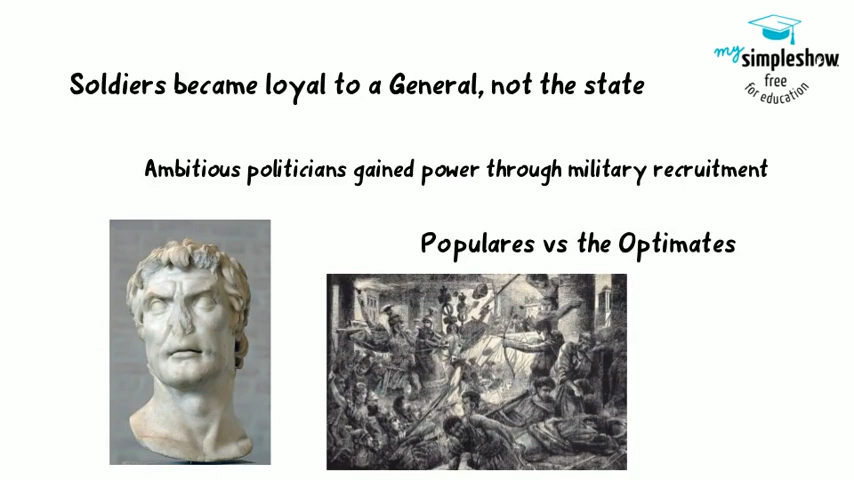 my
simpleshow
free
for education
Soldiers became loyal to a General, not the state
Ambitious politicians gained power through military recruitment
Populares vs the Optimates